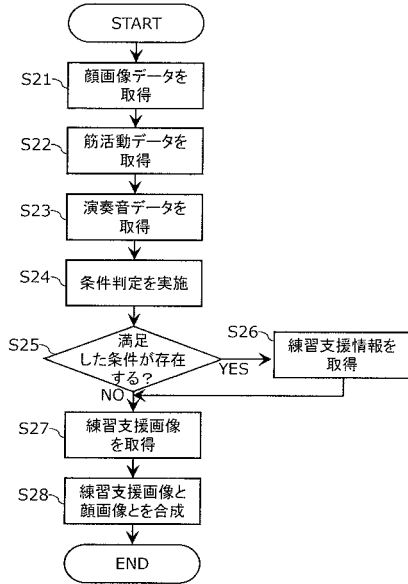 START
S21
顔画像データを
取得
S22
筋活動データを
取得
S23
演奏音データを
取得
S24
条件判定を実施
S25
満足
した条件が存在
する?
YES
NO
S26
練習支援情報を
取得
S27
練習支援画像
を取得
S28
練習支援画像と
顔画像とを合成
END